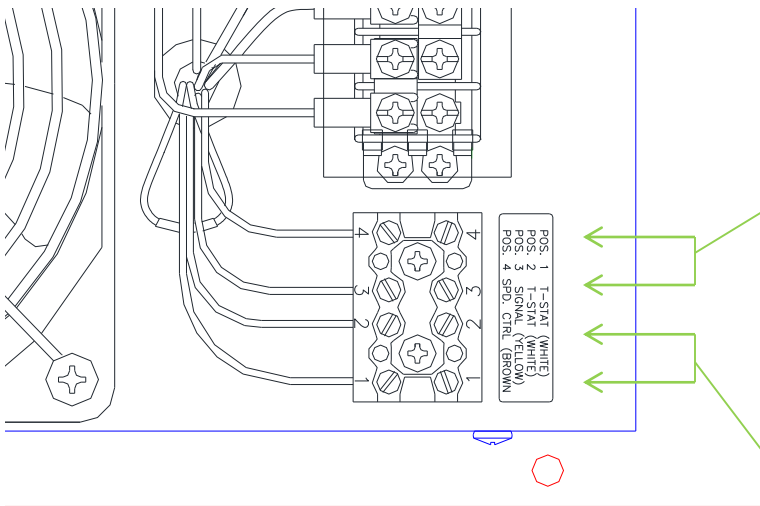 POS. 1 T-STAT (WHITE)
POS. 2 T-STAT (WHITE)
POS. 3 SIGNAL (YELLOW)
POS. 4 SPD. CTRL (BROWN
4 4
3 3
2 2
1 1